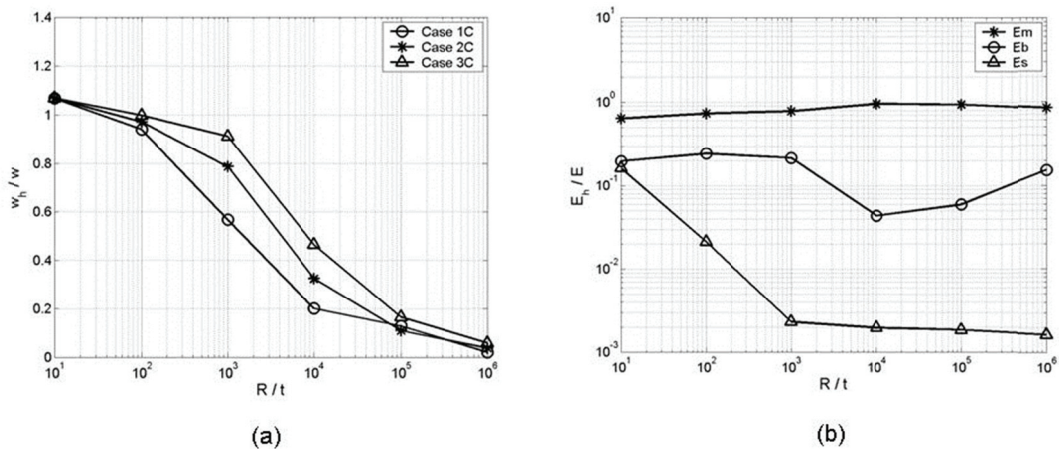 1.4
1.2
1
0.8
0.6
0.4
0.2
0
w_h / w
10^1
10^2
10^3
10^4
10^5
10^6
R / t
Case 1C
Case 2C
Case 3C
(a)
10^1
10^0
10^-1
10^-2
10^-3
E_h / E
10^1
10^2
10^3
10^4
10^5
10^6
R / t
Em
Eb
Es
(b)